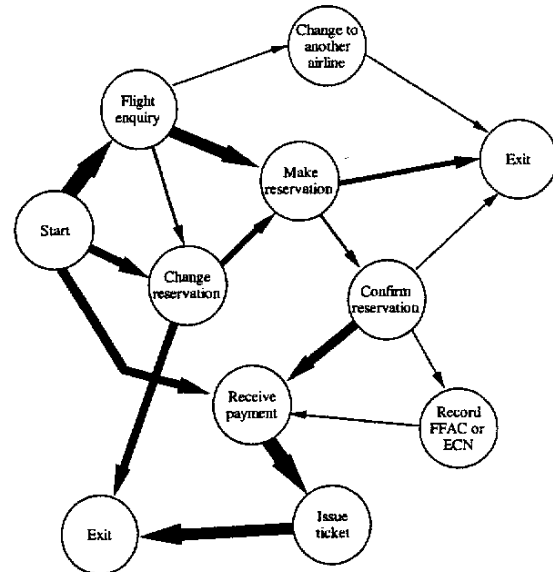 Change to
another
airline
Flight
enquiry
Exit
Make
reservation
Start
Change
reservation
Confirm
reservation
Receive
payment
Record
FFAC or
ECN
Exit
Issue
ticket